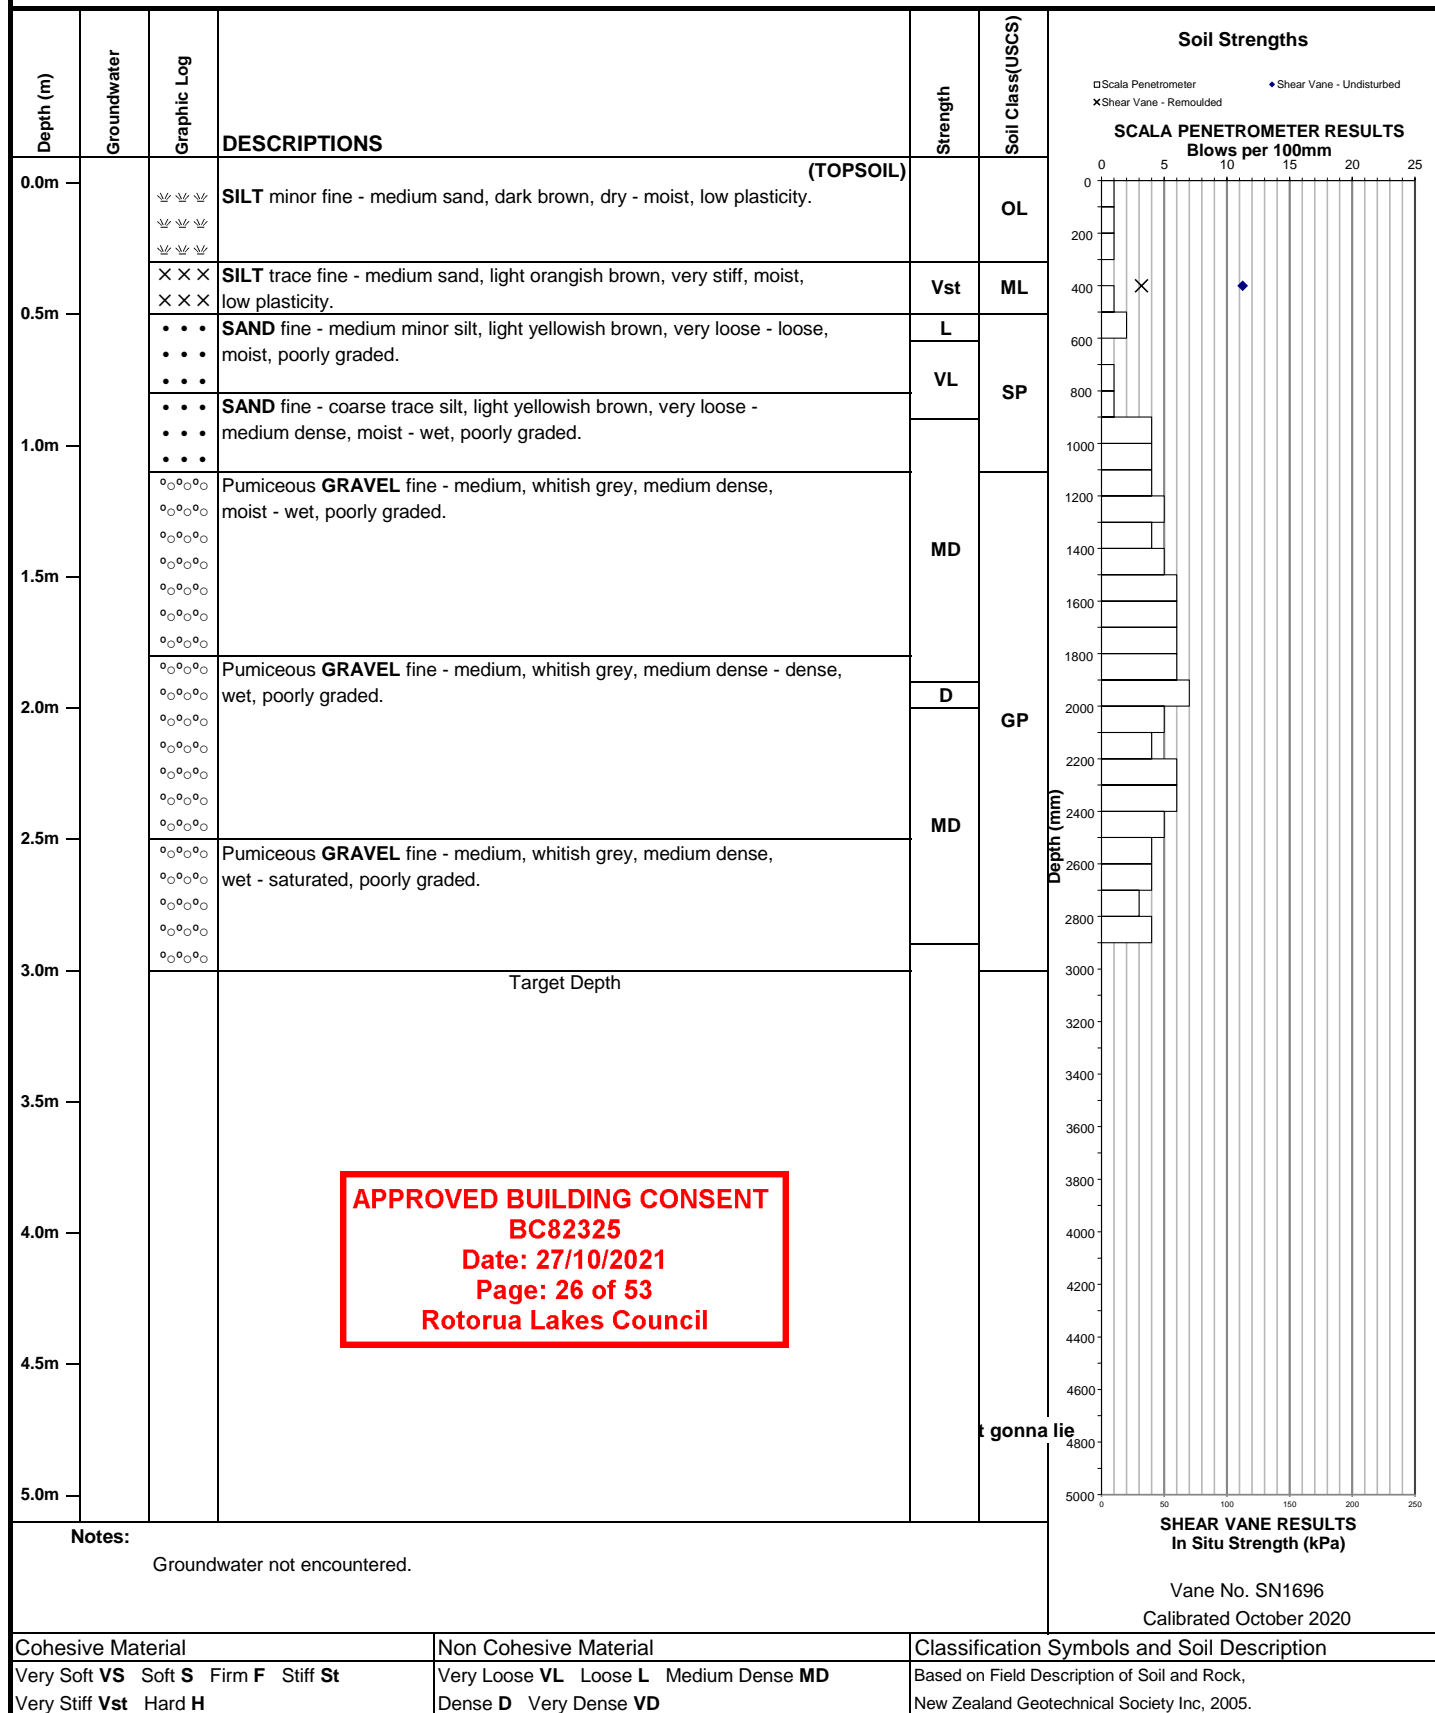 Depth (m)
Groundwater
Graphic Log
DESCRIPTIONS
Strength
Soil Class(USCS)
Soil Strengths
Scala Penetrometer
Shear Vane - Undisturbed
Shear Vane - Remoulded
SCALA PENETROMETER RESULTS
Blows per 100mm
0 5 10 15 20 25
0.0m
(TOPSOIL)
SILT minor fine - medium sand, dark brown, dry - moist, low plasticity.
OL
SILT trace fine - medium sand, light orangish brown, very stiff, moist,
low plasticity.
Vst
ML
0.5m
SAND fine - medium minor silt, light yellowish brown, very loose - loose,
moist, poorly graded.
L
VL
SP
SAND fine - coarse trace silt, light yellowish brown, very loose -
medium dense, moist - wet, poorly graded.
1.0m
Pumiceous GRAVEL fine - medium, whitish grey, medium dense,
moist - wet, poorly graded.
MD
1.5m
Pumiceous GRAVEL fine - medium, whitish grey, medium dense - dense,
wet, poorly graded.
D
2.0m
GP
MD
2.5m
Pumiceous GRAVEL fine - medium, whitish grey, medium dense,
wet - saturated, poorly graded.
3.0m
Target Depth
3.5m
4.0m
4.5m
5.0m
APPROVED BUILDING CONSENT
BC82325
Date: 27/10/2021
Page: 26 of 53
Rotorua Lakes Council
t gonna lie
Depth (mm)
0
200
400
600
800
1000
1200
1400
1600
1800
2000
2200
2400
2600
2800
3000
3200
3400
3600
3800
4000
4200
4400
4600
4800
5000
0 50 100 150 200 250
SHEAR VANE RESULTS
In Situ Strength (kPa)
Vane No. SN1696
Calibrated October 2020
Notes:
Groundwater not encountered.
Cohesive Material
Very Soft VS Soft S Firm F Stiff St
Very Stiff Vst Hard H
Non Cohesive Material
Very Loose VL Loose L Medium Dense MD
Dense D Very Dense VD
Classification Symbols and Soil Description
Based on Field Description of Soil and Rock,
New Zealand Geotechnical Society Inc, 2005.